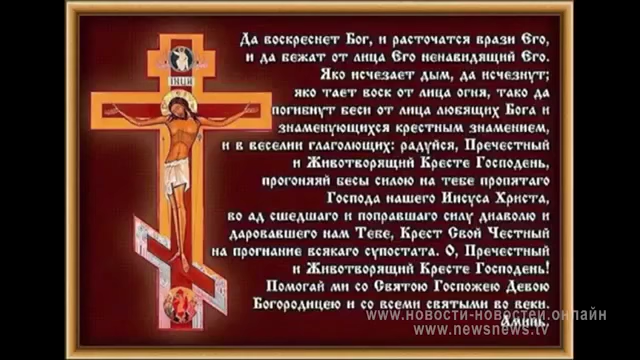 Да воскреснет Бог, и расточатся врази Его,
и да бежат от лица Его ненавидящий Его.
Яко исчезает дым, да исчезнут;
яко тает воск от лица огня, тако да
погибнут беси от лица любящих Бога и
знаменующихся крестным знамением,
и в веселии глаголющих: радуйся, Пречестный
и Животворящий Кресте Господень,
прогоняяй бесы силою на тебе пропятаго
Господа нашего Иисуса Христа,
во ад сшедшаго и поправшаго силу диаволю и
даровавшего нам Тебе, Крест Свой Честный
на прогнание всякаго супостата. О, Пречестный
и Животворящий Кресте Господень!
Помогай ми со Святою Госпожею Девою
Богородицею и со всеми святыми во веки.
Аминь.
www.новости-новостей.онлайн
www.newsnews.tv